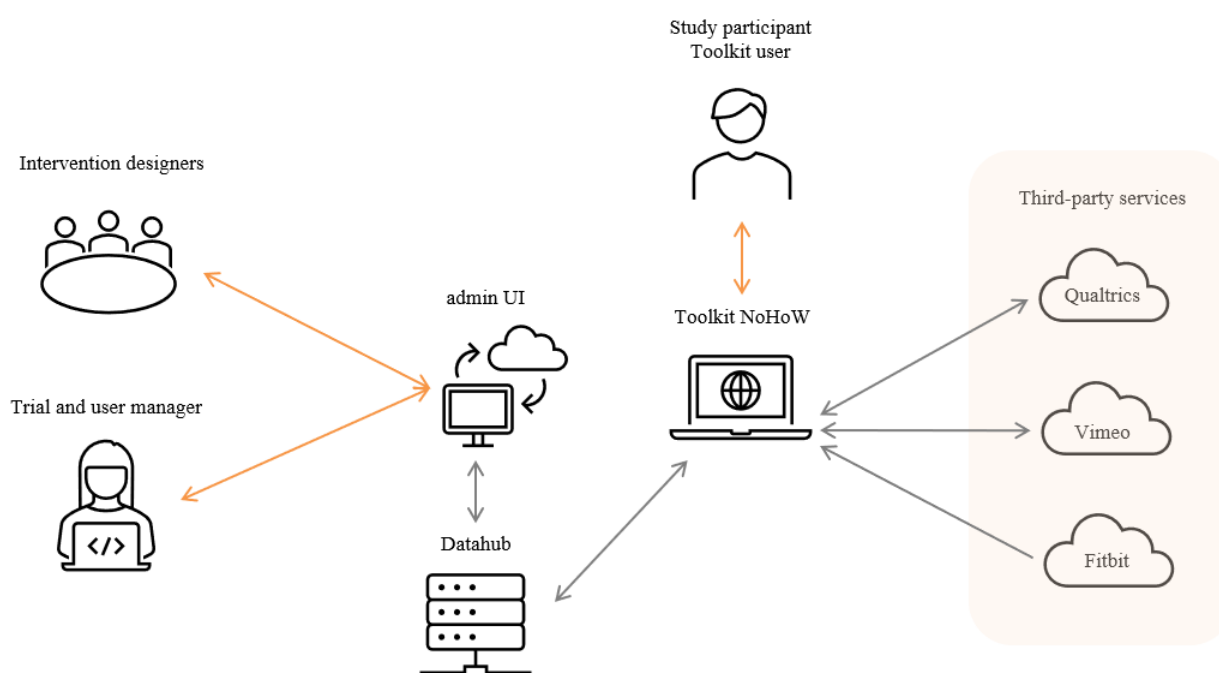 Study participant
Toolkit user
Intervention designers
Third-party services
Qualtrics
admin UI
Toolkit NoHoW
Trial and user manager
Vimeo
</>
Datahub
Fitbit